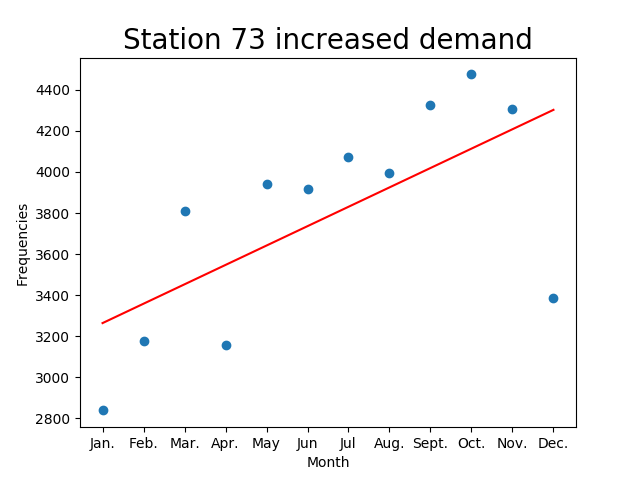 Station 73 increased demand
4400
4200
4000
3800
3600
3400
3200
3000
2800
Frequencies
Jan. Feb. Mar. Apr. May Jun Jul Aug. Sept. Oct. Nov. Dec.
Month